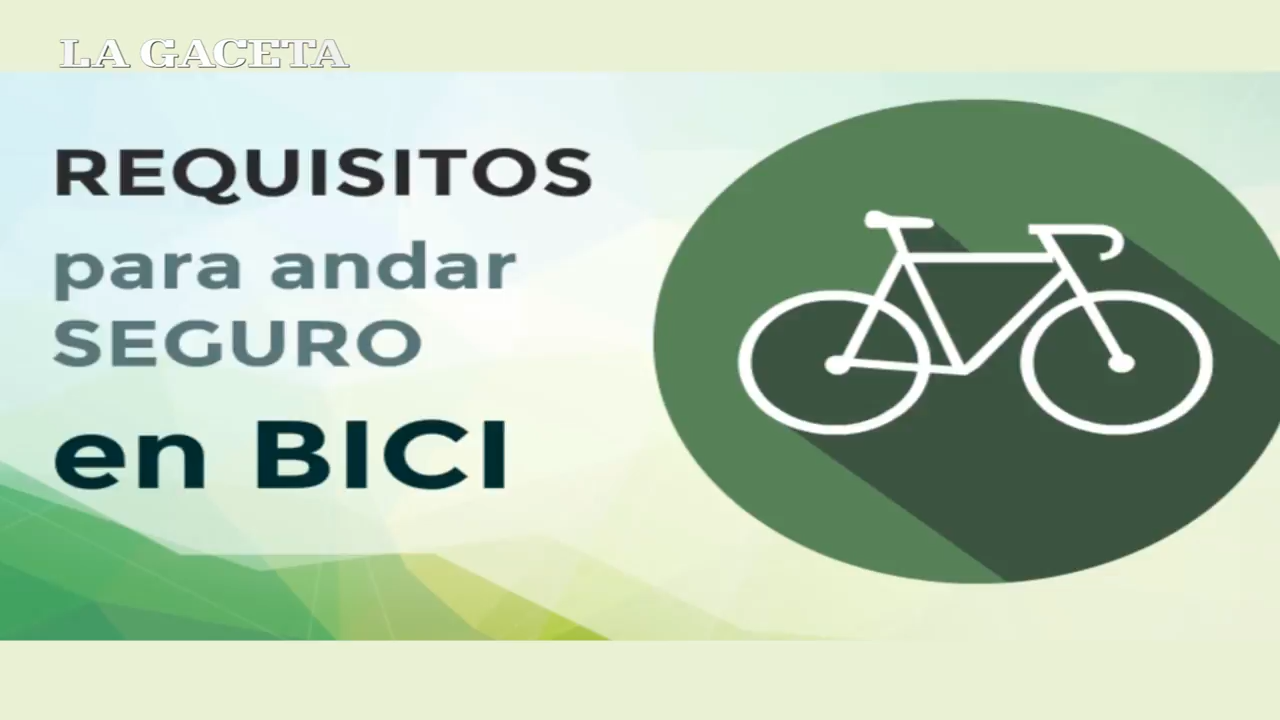 LA GACETA
REQUISITOS
para andar
SEGURO
en BICI